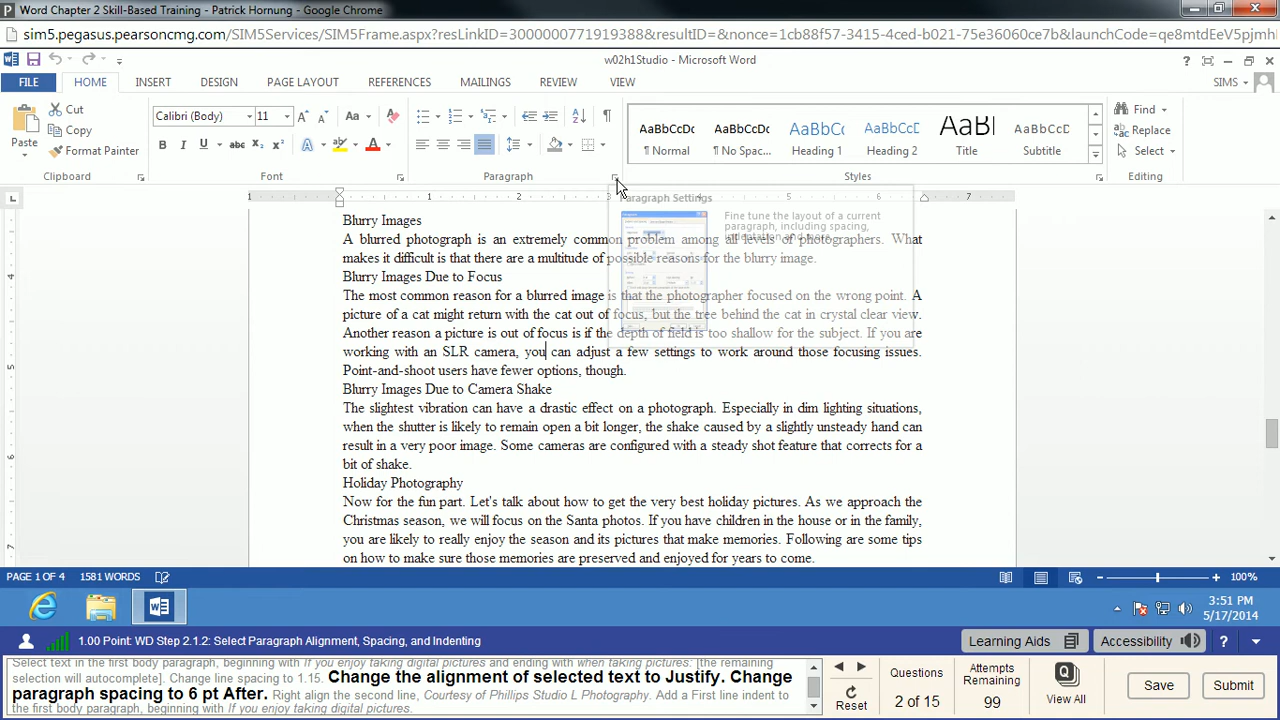 Word Chapter 2 Skill-Based Training - Patrick Hornung - Google Chrome
sim5.pegasus.pearsoncmg.com/SIM5Services/SIM5Frame.aspx?resLinkID=3000000771919388&resultID=&nonce=1cb88f57-3415-4ced-b021-75e36060ce7b&launchCode=qe8mtdEeV5pjmh
w02h1Studio - Microsoft Word
FILE HOME INSERT DESIGN PAGE LAYOUT REFERENCES MAILINGS REVIEW VIEW SIMS
Paste
Cut
Copy
Format Painter
Calibri (Body) 11
AaBbCcDc AaBbCcDc AaBbC AaBbCcD AaBl AaBbCcD
¶ Normal ¶ No Spac... Heading 1 Heading 2 Title Subtitle
Find
Replace
Select
Clipboard Font Paragraph Styles Editing
1 1 2 3 4 5 6 7
Paragraph Settings
Fine tune the layout of a current
paragraph, including spacing,
Blurry Images
A blurred photograph is an extremely common problem among all levels of photographers. What
makes it difficult is that there are a multitude of possible reasons for the blurry image.
Blurry Images Due to Focus
The most common reason for a blurred image is that the photographer focused on the wrong point. A
picture of a cat might return with the cat out of focus, but the tree behind the cat in crystal clear view.
Another reason a picture is out of focus is if the depth of field is too shallow for the subject. If you are
working with an SLR camera, you can adjust a few settings to work around those focusing issues.
Point-and-shoot users have fewer options, though.
Blurry Images Due to Camera Shake
The slightest vibration can have a drastic effect on a photograph. Especially in dim lighting situations,
when the shutter is likely to remain open a bit longer, the shake caused by a slightly unsteady hand can
result in a very poor image. Some cameras are configured with a steady shot feature that corrects for a
bit of shake.
Holiday Photography
Now for the fun part. Let's talk about how to get the very best holiday pictures. As we approach the
Christmas season, we will focus on the Santa photos. If you have children in the house or in the family,
you are likely to really enjoy the season and its pictures that make memories. Following are some tips
on how to make sure those memories are preserved and enjoyed for years to come.
PAGE 1 OF 4 1581 WORDS 100%
3:51 PM
5/17/2014
1.00 Point: WD Step 2.1.2: Select Paragraph Alignment, Spacing, and Indenting
Learning Aids Accessibility ?
Select text in the first body paragraph, beginning with If you enjoy taking digital pictures and ending with when taking pictures: [the remaining
selection will autocomplete]. Change line spacing to 1.15. Change the alignment of selected text to Justify. Change
paragraph spacing to 6 pt After. Right align the second line, Courtesy of Phillips Studio L Photography. Add a First line indent to
the first body paragraph, beginning with If you enjoy taking digital pictures.
Reset
Questions
2 of 15
Attempts
Remaining
99
View All
Save
Submit